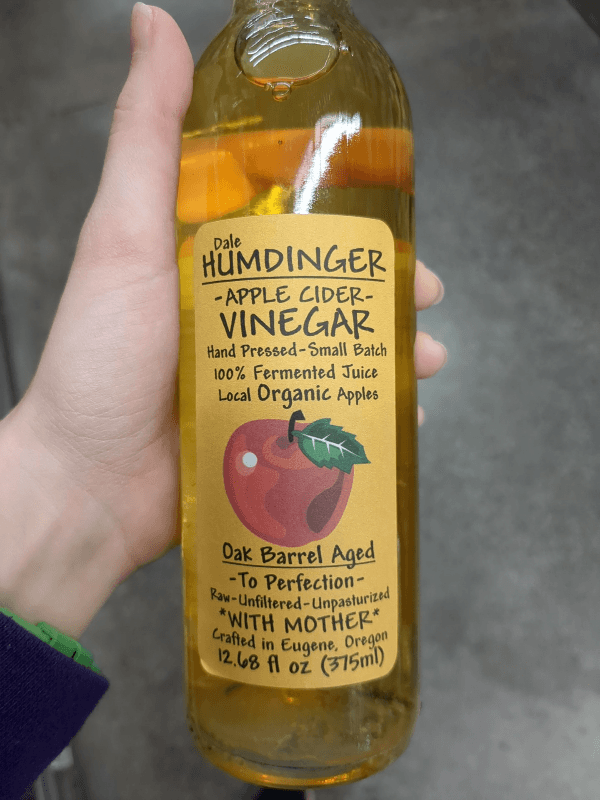 Dale
HUMDINGER
-APPLE CIDER-
VINEGAR
Hand Pressed-Small Batch
100% Fermented Juice
Local Organic Apples
Oak Barrel Aged
-To Perfection-
Raw-Unfiltered-Unpasturized
*WITH MOTHER*
Crafted in Eugene, Oregon
12.68 fl oz (375ml)